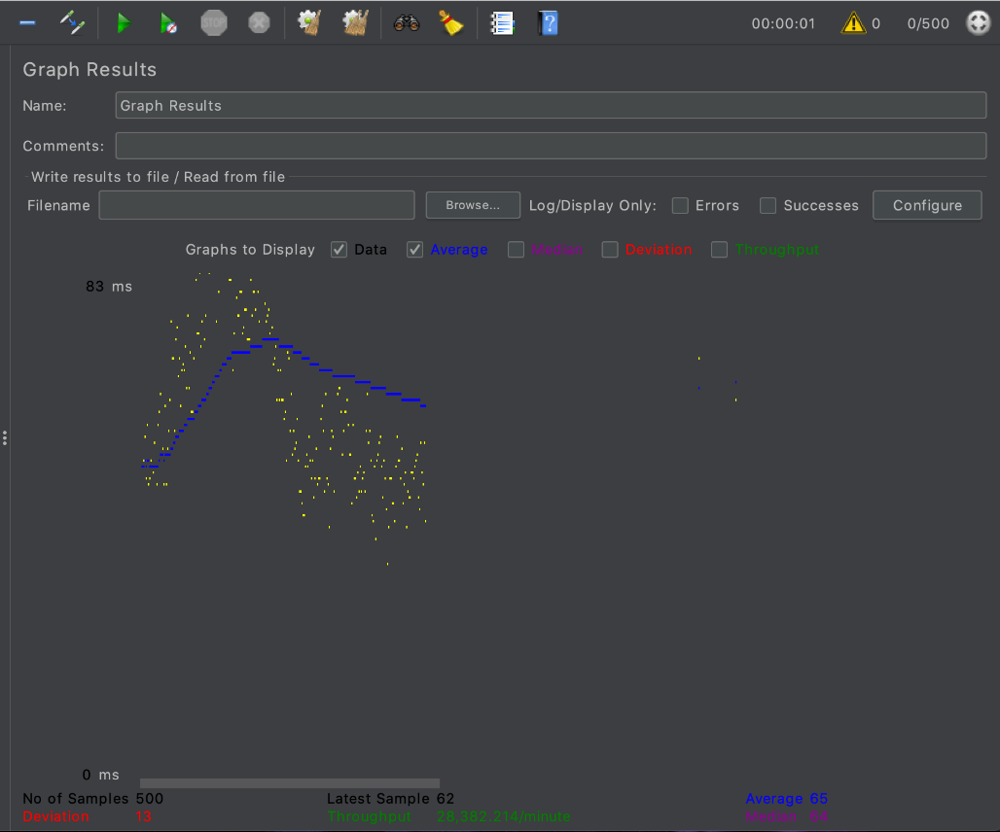 STOP 00:00:01 0 0/500
Graph Results
Name: Graph Results
Comments:
Write results to file / Read from file
Filename Browse... Log/Display Only: Errors Successes Configure
Graphs to Display Data Average Median Deviation Throughput
83 ms
0 ms
No of Samples 500 Latest Sample 62 Average 65
Deviation 13 Throughput 28,382.214/minute Median 64